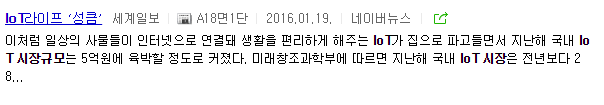 IoT라이프 '성큼' 세계일보 A18면1단 2016.01.19. 네이버뉴스
이처럼 일상의 사물들이 인터넷으로 연결돼 생활을 편리하게 해주는 IoT가 집으로 파고들면서 지난해 국내 Io
T 시장규모는 5억원에 육박할 정도로 커졌다. 미래창조과학부에 따르면 지난해 국내 IoT 시장은 전년보다 2
8...